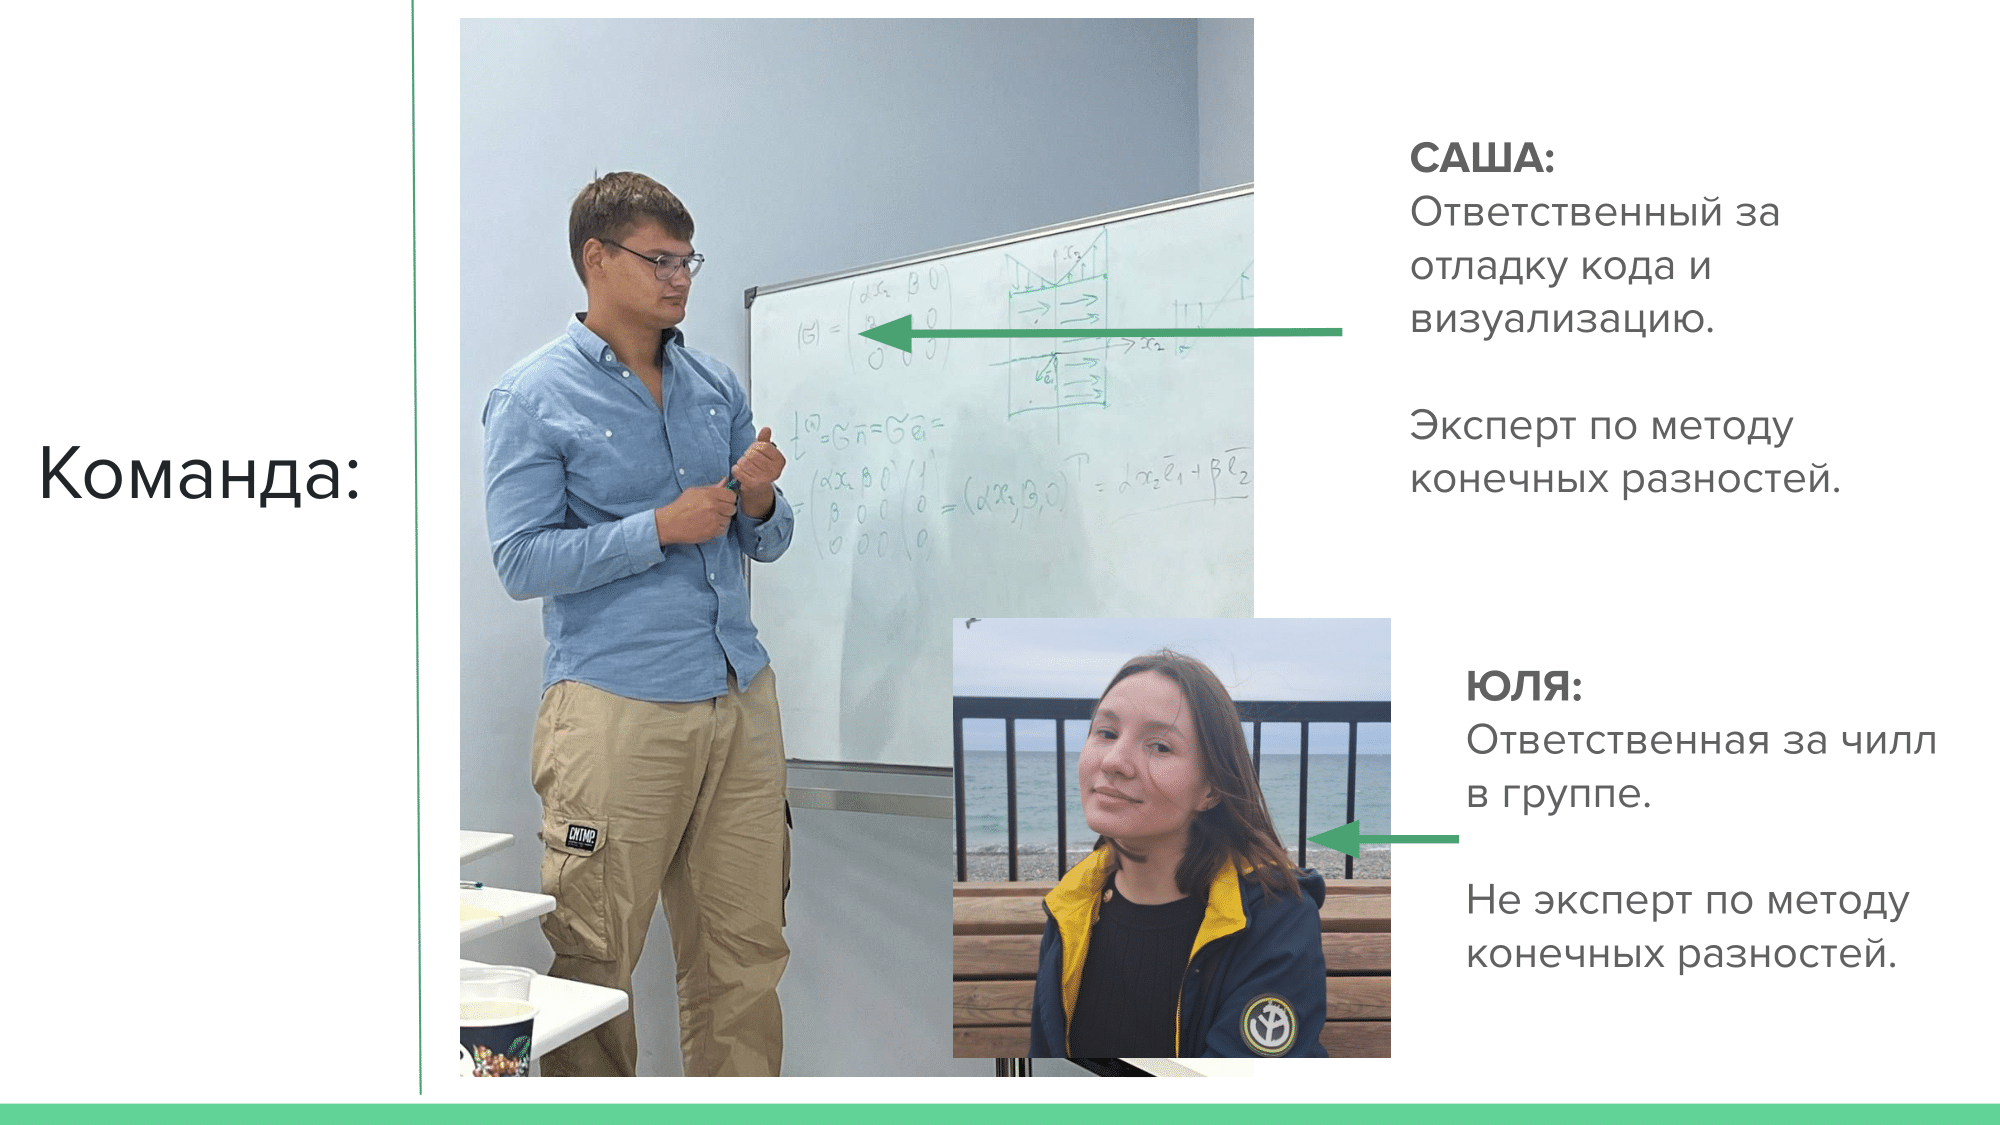 Команда:
САША:
Ответственный за
отладку кода и
визуализацию.
Эксперт по методу
конечных разностей.
ЮЛЯ:
Ответственная за чилл
в группе.
Не эксперт по методу
конечных разностей.
CNTMP